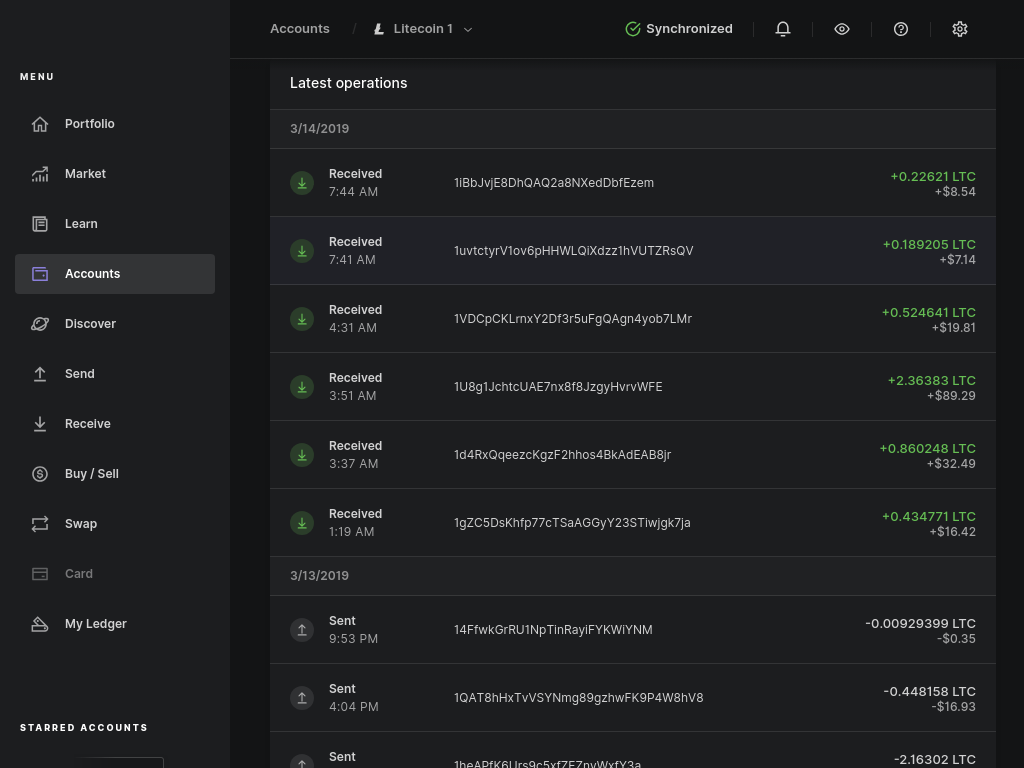 Accounts / Litecoin 1
Synchronized
MENU
Portfolio
Market
Learn
Accounts
Discover
Send
Receive
Buy / Sell
Swap
Card
My Ledger
STARRED ACCOUNTS
Latest operations
3/14/2019
Received 1iBbJvjE8DhQAQ2a8NXedDbfEzem +0.22621 LTC
7:44 AM +$8.54
Received 1uvtctyrV1ov6pHHWLQiXdzz1hVUTZRsQV +0.189205 LTC
7:41 AM +$7.14
Received 1VDCpCKLrnxY2Df3r5uFgQAgn4yob7LMr +0.524641 LTC
4:31 AM +$19.81
Received 1U8g1JchtcUAE7nx8f8JzgyHvrvWFE +2.36383 LTC
3:51 AM +$89.29
Received 1d4RxQqeezcKgzF2hhos4BkAdEAB8jr +0.860248 LTC
3:37 AM +$32.49
Received 1gZC5DsKhfp77cTSaAGGyY23STiwjgk7ja +0.434771 LTC
1:19 AM +$16.42
3/13/2019
Sent 14FfwkGrRU1NpTinRayiFYKWiYNM -0.00929399 LTC
9:53 PM -$0.35
Sent 1QAT8hHxTvVSYNmg89gzhwFK9P4W8hV8 -0.448158 LTC
4:04 PM -$16.93
Sent -2.16302 LTC